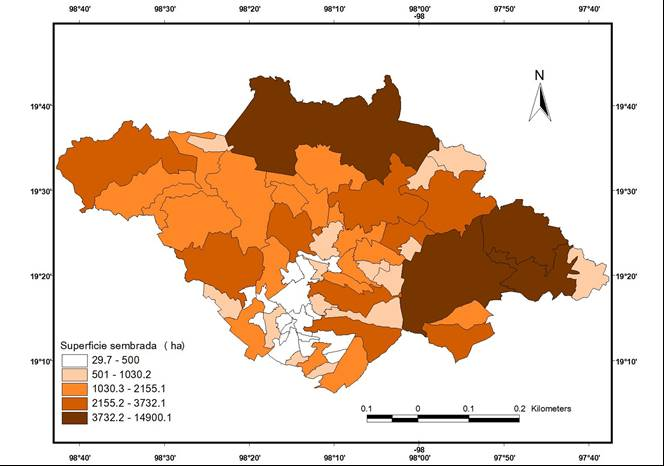 98°40' 98°30' 98°20' 98°10' 98°00' 97°50' 97°40'
-98
N
19°40' 19°40'
19°30' 19°30'
19°20' 19°20'
19°10' 19°10'
Superficie sembrada ( ha)
29.7 - 500
501 - 1030.2
1030.3 - 2155.1
2155.2 - 3732.1
3732.2 - 14900.1
0.1 0 0.1 0.2 Kilometers
-98
98°40' 98°30' 98°20' 98°10' 98°00' 97°50' 97°40'